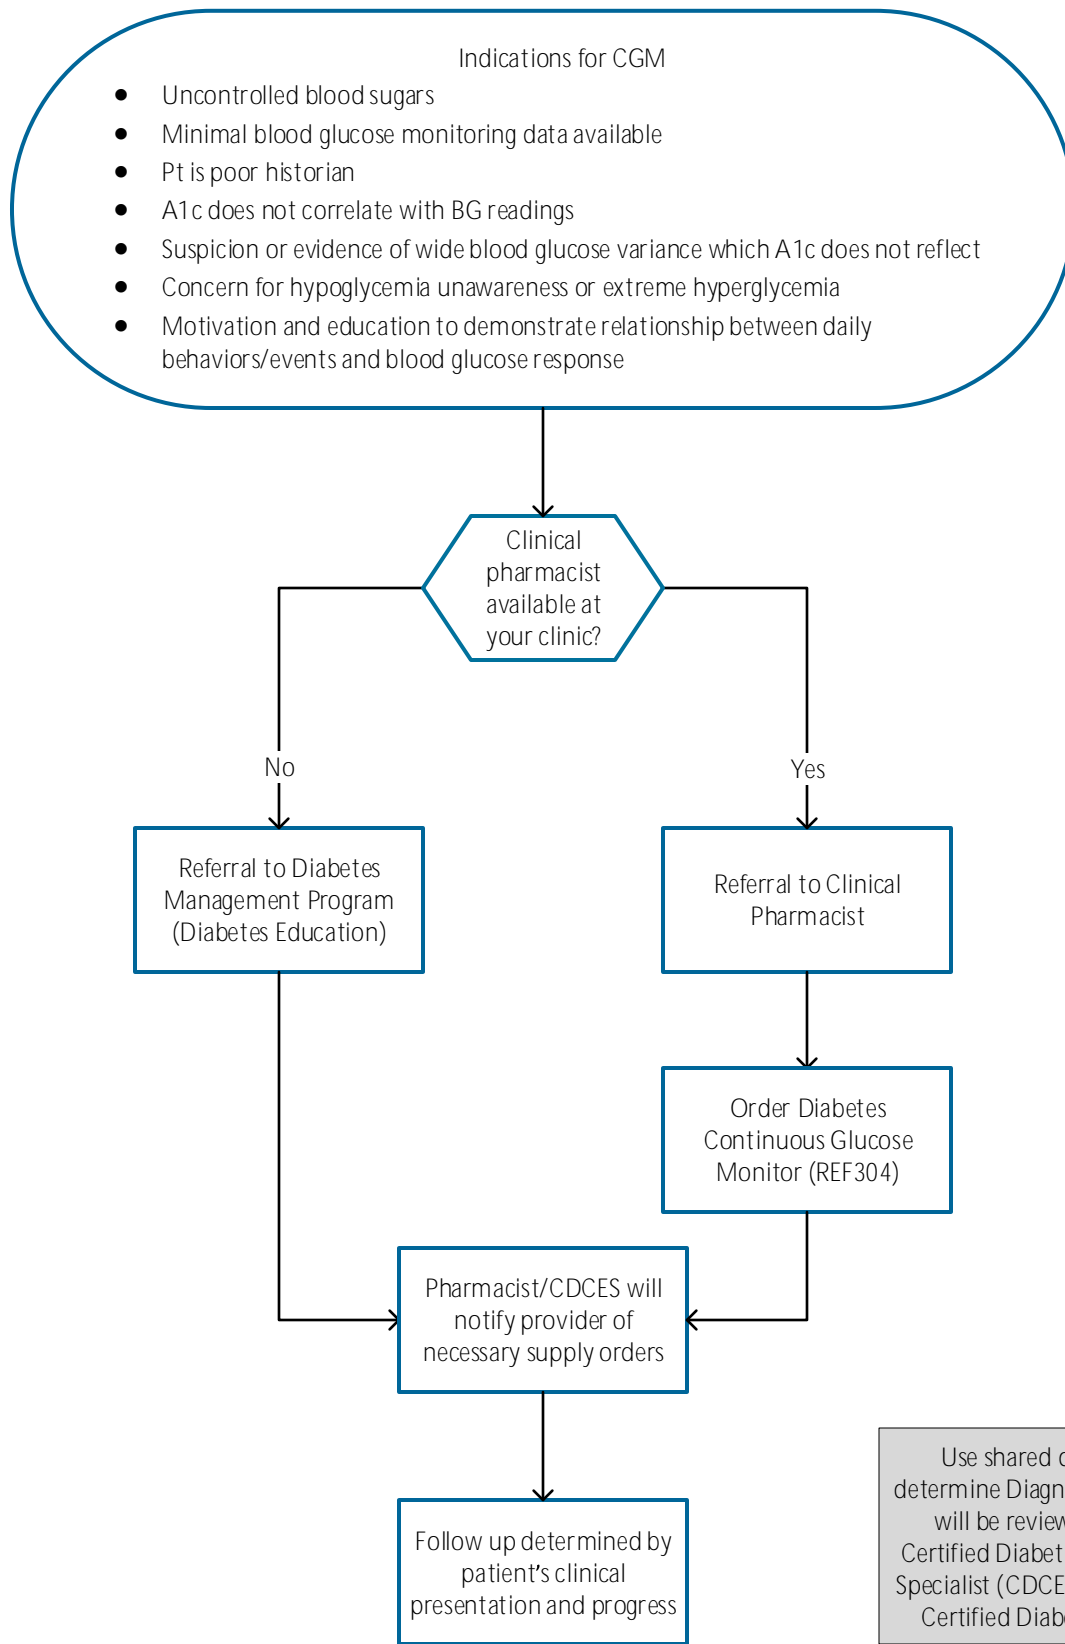 Indications for CGM
● Uncontrolled blood sugars
● Minimal blood glucose monitoring data available
● Pt is poor historian
● A1c does not correlate with BG readings
● Suspicion or evidence of wide blood glucose variance which A1c does not reflect
● Concern for hypoglycemia unawareness or extreme hyperglycemia
● Motivation and education to demonstrate relationship between daily
behaviors/events and blood glucose response
Clinical
pharmacist
available at
your clinic?
No
Yes
Referral to Diabetes
Management Program
(Diabetes Education)
Referral to Clinical
Pharmacist
Order Diabetes
Continuous Glucose
Monitor (REF304)
Pharmacist/CDCES will
notify provider of
necessary supply orders
Follow up determined by
patient's clinical
presentation and progress
Use shared
determine
will be
Certified
Specialist
Certified